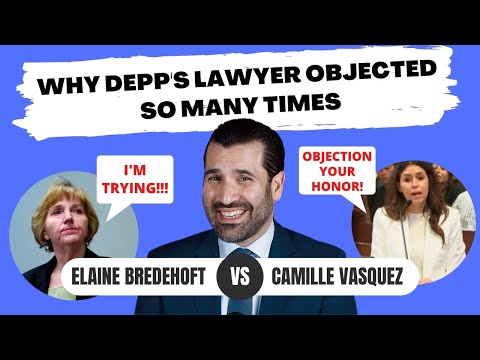 WHY DEPP'S LAWYER OBJECTED
SO MANY TIMES
I'M
TRYING!!!
OBJECTION
YOUR
HONOR!
ELAINE BREDEHOFT VS CAMILLE VASQUEZ